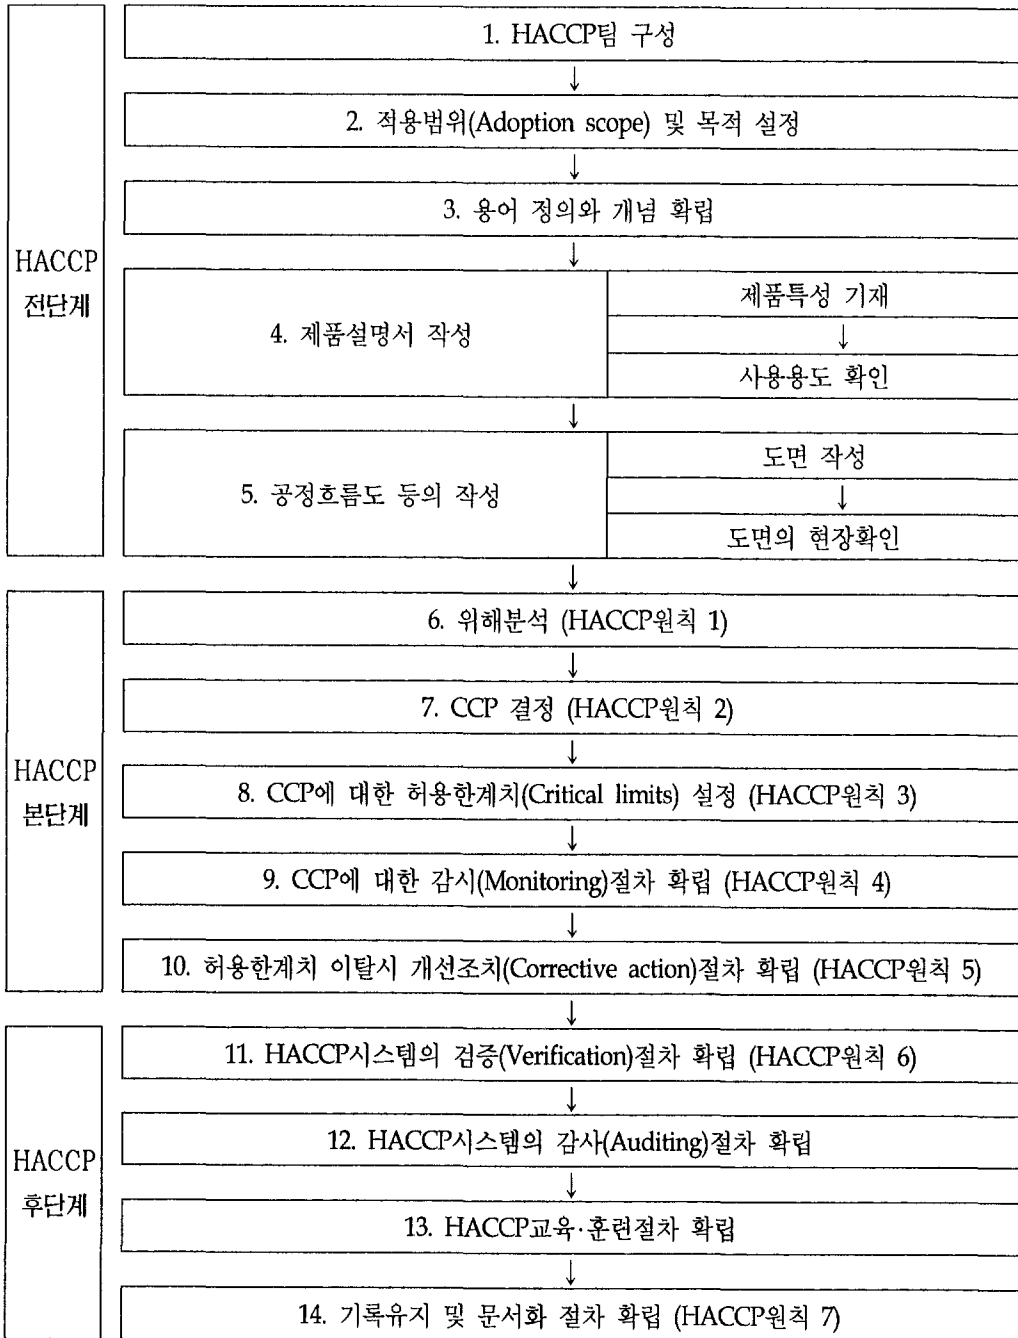 1. HACCP팀 구성
↓
2. 적용범위(Adoption scope) 및 목적 설정
↓
3. 용어 정의와 개념 확립
↓
HACCP
전단계
4. 제품설명서 작성
제품특성 기재
↓
사용용도 확인
↓
5. 공정흐름도 등의 작성
도면 작성
↓
도면의 현장확인
↓
6. 위해분석 (HACCP원칙 1)
↓
7. CCP 결정 (HACCP원칙 2)
↓
HACCP
본단계
8. CCP에 대한 허용한계치(Critical limits) 설정 (HACCP원칙 3)
↓
9. CCP에 대한 감시(Monitoring)절차 확립 (HACCP원칙 4)
↓
10. 허용한계치 이탈시 개선조치(Corrective action)절차 확립 (HACCP원칙 5)
↓
11. HACCP시스템의 검증(Verification)절차 확립 (HACCP원칙 6)
↓
12. HACCP시스템의 감사(Auditing)절차 확립
↓
HACCP
후단계
13. HACCP교육·훈련절차 확립
↓
14. 기록유지 및 문서화 절차 확립 (HACCP원칙 7)